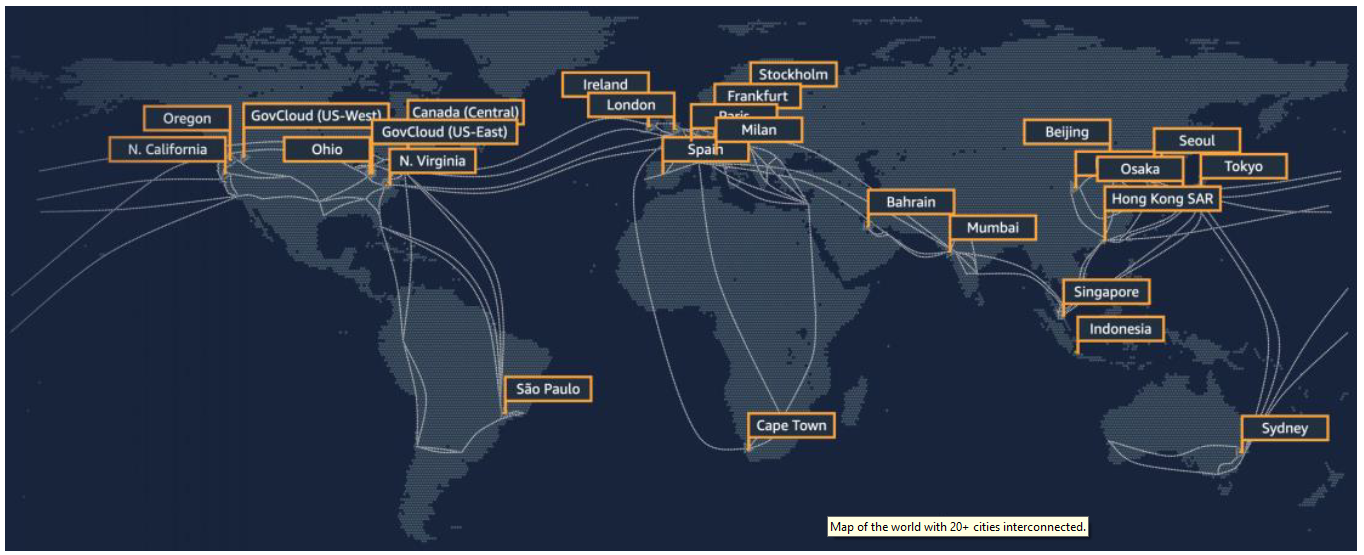 Stockholm
Ireland
Frankfurt
London
Oregon
GovCloud (US-West)
Canada (Central)
Paris
Milan
GovCloud (US-East)
Beijing
Seoul
N. California
Ohio
N. Virginia
Spain
Osaka
Tokyo
Bahrain
Hong Kong SAR
Mumbai
Singapore
Indonesia
São Paulo
Cape Town
Sydney
Map of the world with 20+ cities interconnected.